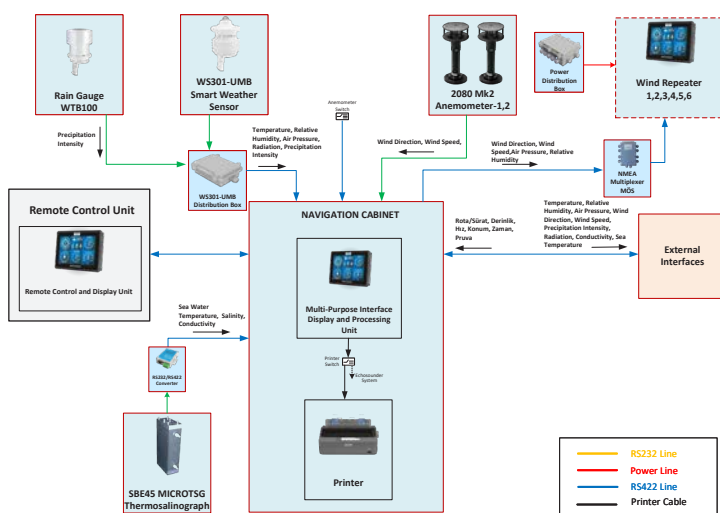 Rain Gauge
WTB100
WS301-UMB
Smart Weather
Sensor
2080 Mk2
Anemometer-1,2
Power
Distribution
Box
Wind Repeater
1,2,3,4,5,6
Anemometer
Switch
Precipitation
Intensity
Temperature, Relative
Humidity, Air Pressure,
Radiation, Precipitation
Intensity
Wind Direction, Wind Speed,
Wind Direction, Wind
Speed,Air Pressure, Relative
Humidity
NMEA
Multiplexer
MÖS
WS301-UMB
Distribution Box
Remote Control Unit
Remote Control and Display Unit
NAVIGATION CABINET
Rota/Sürat, Derinlik,
Hız, Konum, Zaman,
Pruva
Temperature, Relative
Humidity, Air Pressure, Wind
Direction, Wind Speed,
Precipitation Intensity,
Radiation, Conductivity, Sea
Temperature
External
Interfaces
Multi-Purpose Interface
Display and Processing
Unit
Sea Water
Temperature, Salinity,
Conductivity
Printer
Switch
Echosounder
System
RS232/RS422
Converter
SBE45 MICROTSG
Thermosalinograph
Printer
RS232 Line
Power Line
RS422 Line
Printer Cable